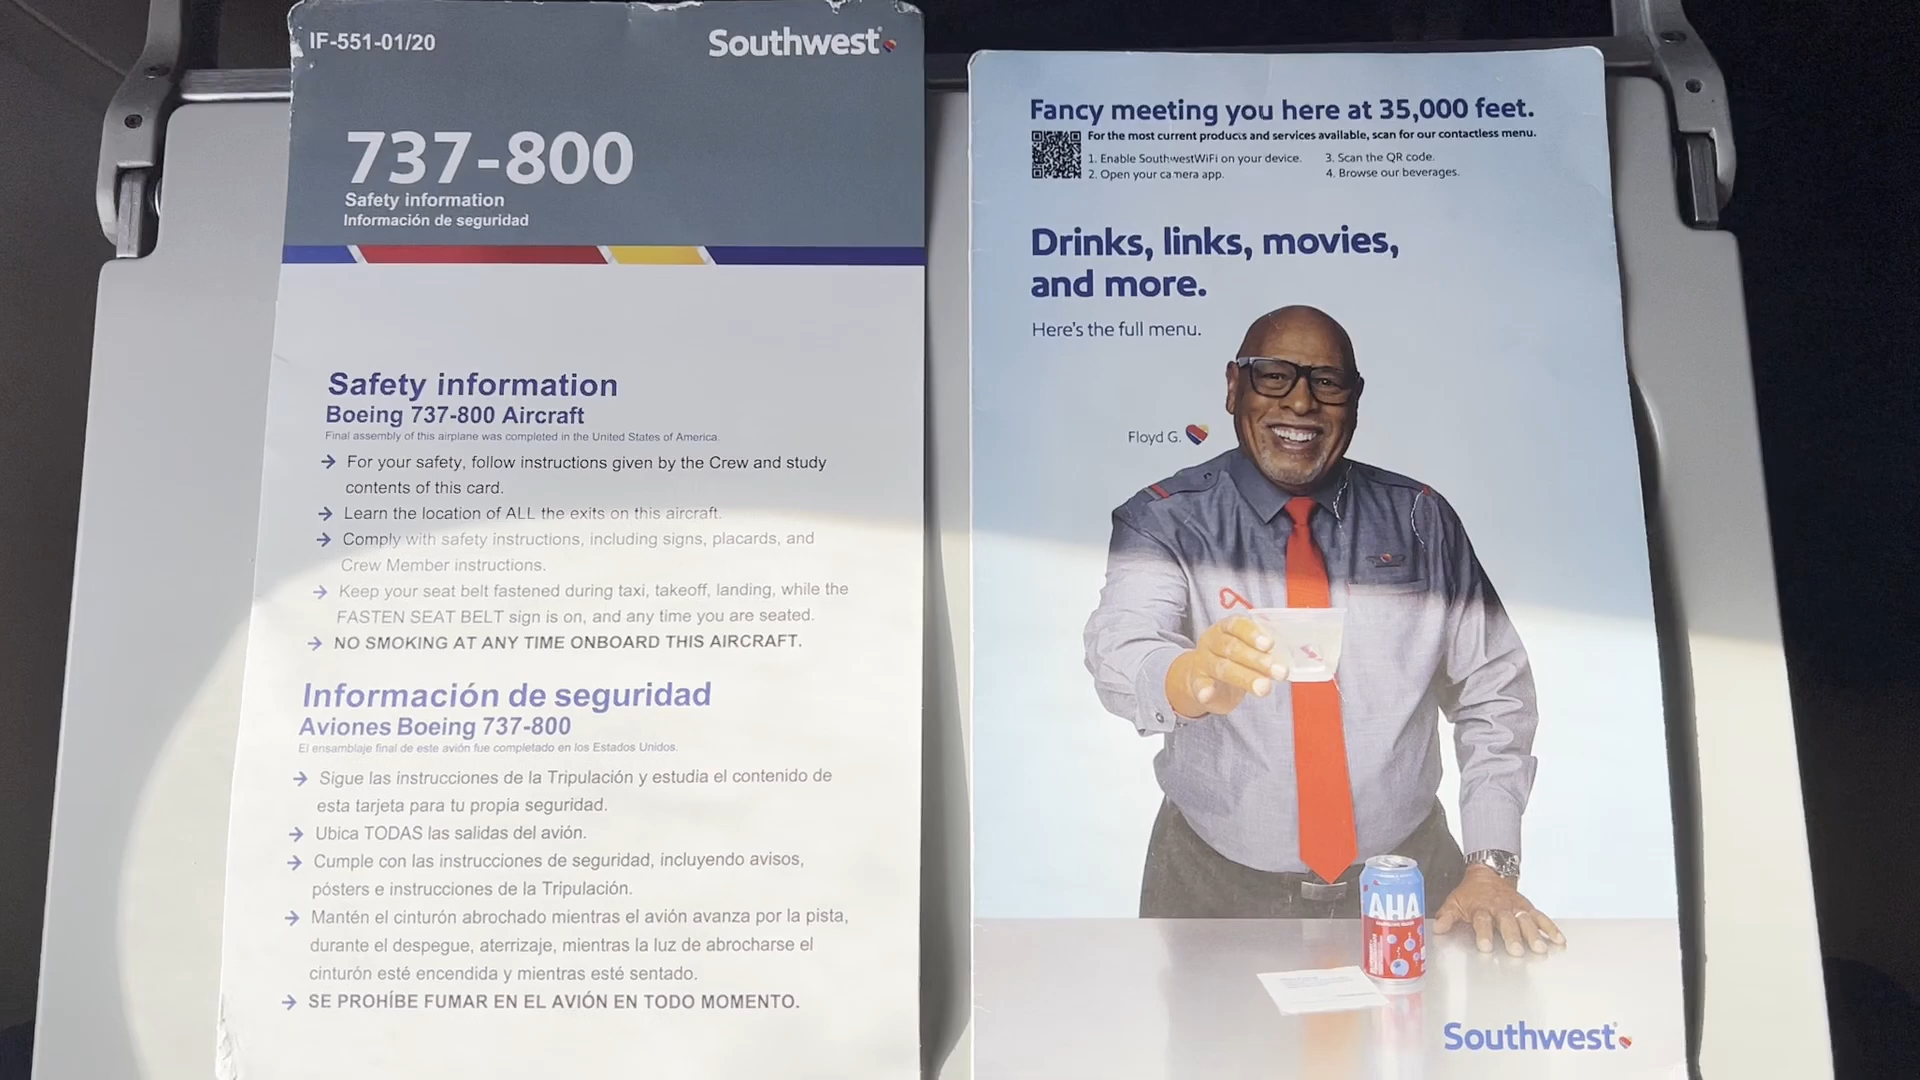 IF-551-01/20
Southwest
737-800
Safety information
Información de seguridad
Safety information
Boeing 737-800 Aircraft
Final assembly of this airplane was completed in the United States of America.
→ For your safety, follow instructions given by the Crew and study
contents of this card.
→ Learn the location of ALL the exits on this aircraft.
→ Comply with safety instructions, including signs, placards, and
Crew Member instructions.
→ Keep your seat belt fastened during taxi, takeoff, landing, while the
FASTEN SEAT BELT sign is on, and any time you are seated.
→ NO SMOKING AT ANY TIME ONBOARD THIS AIRCRAFT.
Información de seguridad
Aviones Boeing 737-800
El ensamblaje final de este avión fue completado en los Estados Unidos.
→ Sigue las instrucciones de la Tripulación y estudia el contenido de
esta tarjeta para tu propia seguridad.
→ Ubica TODAS las salidas del avión.
→ Cumple con las instrucciones de seguridad, incluyendo avisos,
pósters e instrucciones de la Tripulación.
→ Mantén el cinturón abrochado mientras el avión avanza por la pista,
durante el despegue, aterrizaje, mientras la luz de abrocharse el
cinturón esté encendida y mientras esté sentado.
→ SE PROHÍBE FUMAR EN EL AVIÓN EN TODO MOMENTO.
Fancy meeting you here at 35,000 feet.
For the most current products and services available, scan for our contactless menu.
1. Enable SouthwestWiFi on your device.
2. Open your camera app.
3. Scan the QR code.
4. Browse our beverages.
Drinks, links, movies,
and more.
Here's the full menu.
Floyd G.
AHA
Southwest